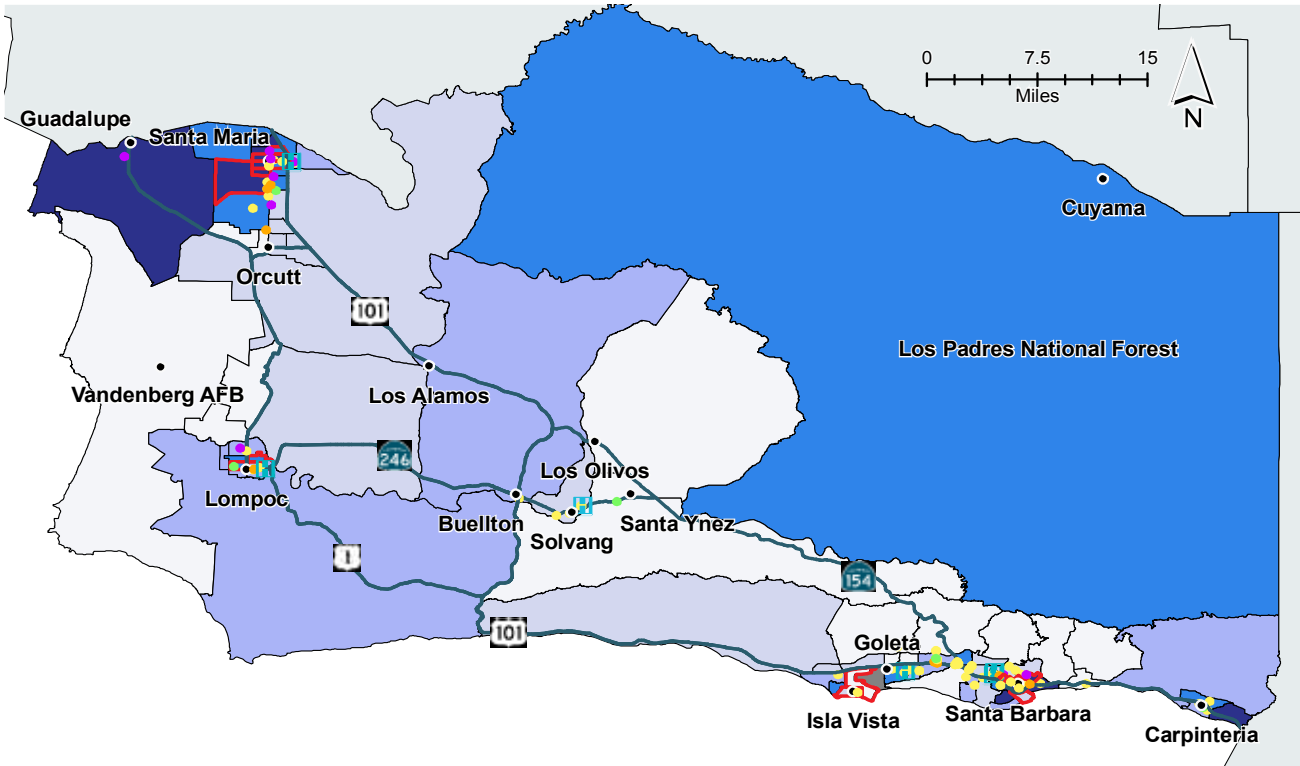 0 7.5 15
Miles
N
Guadalupe
Santa Maria
Cuyama
Orcutt
101
Los Padres National Forest
Vandenberg AFB
Los Alamos
246
Los Olivos
Lompoc
H
H
Buellton
Santa Ynez
Solvang
1
154
101
Goleta
H
H
Isla Vista
Santa Barbara
Carpinteria